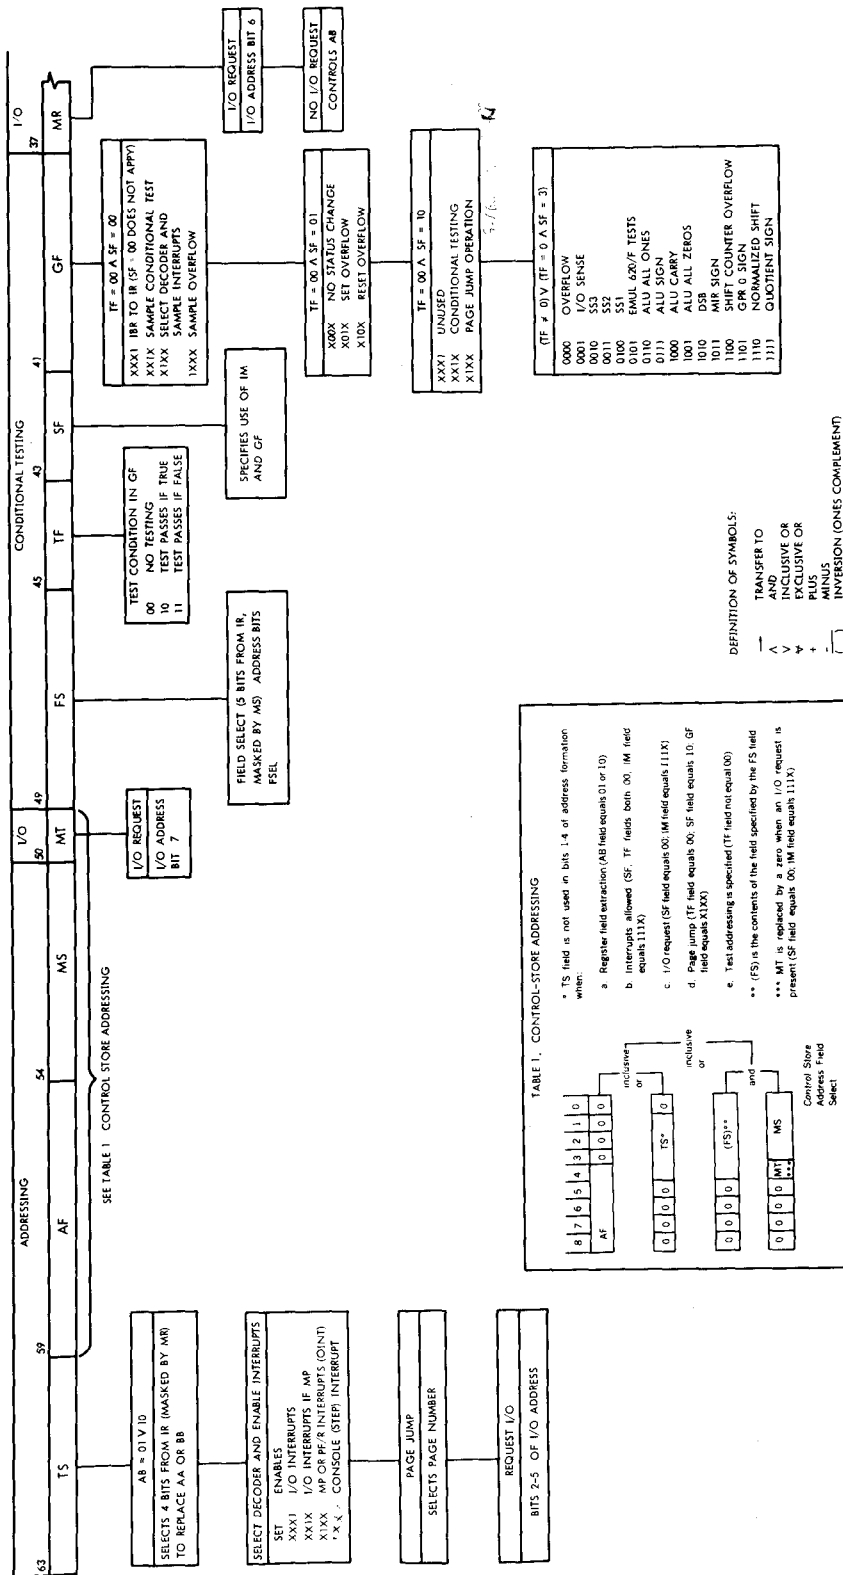 ADDRESSING
I/O
CONDITIONAL TESTING
I/O
63
59
54
50
49
45
43
41
37
TS
AF
MS
MT
FS
TF
SF
GF
MR
SEE TABLE 1 CONTROL STORE ADDRESSING
AB = 01 V 10
SELECTS 4 BITS FROM IR (MASKED BY MR)
TO REPLACE AA OR BB
SELECT DECODER AND ENABLE INTERRUPTS
SET ENABLES
XXX1 I/O INTERRUPTS
XX1X I/O INTERRUPTS IF MP
X1XX MP OR PF/R INTERRUPTS (OINT)
CONSOLE (STEP) INTERRUPT
PAGE JUMP
SELECTS PAGE NUMBER
REQUEST I/O
BITS 2-5 OF I/O ADDRESS
I/O REQUEST
I/O ADDRESS
BIT 7
FIELD SELECT (5 BITS FROM IR,
MASKED BY MS) ADDRESS BITS
FSEL
TEST CONDITION IN GF
00 NO TESTING
10 TEST PASSES IF TRUE
11 TEST PASSES IF FALSE
SPECIFIES USE OF IM
AND GF
TF = 00 Λ SF = 00
XXX1 IBR TO IR (SF = 00 DOES NOT APPY)
XX1X SAMPLE CONDITIONAL TEST
X1XX SELECT DECODER AND
SAMPLE INTERRUPTS
1XXX SAMPLE OVERFLOW
TF = 00 Λ SF = 01
X00X NO STATUS CHANGE
X01X SET OVERFLOW
X10X RESET OVERFLOW
TF = 00 Λ SF = 10
XXX1 UNUSED
XX1X CONDITIONAL TESTING
X1XX PAGE JUMP OPERATION
(TF ≠ 0) V (TF = 0 Λ SF = 3)
0000 OVERFLOW
0001 I/O SENSE
0010 SS3
0011 SS2
0100 SS1
0101 EMUL 620/F TESTS
0110 ALU ALL ONES
0111 ALU SIGN
1000 ALU CARRY
1001 ALU ALL ZEROS
1010 DSB
1011 MIR SIGN
1100 SHIFT COUNTER OVERFLOW
1101 GPR 0 SIGN
1110 NORMALIZED SHIFT
1111 QUOTIENT SIGN
I/O REQUEST
I/O ADDRESS BIT 6
NO I/O REQUEST
CONTROLS AB
TABLE 1. CONTROL-STORE ADDRESSING
8 7 6 5 4 3 2 1 0
AF 0 0 0 0
inclusive
or
0 0 0 0 TS* 0
inclusive
or
0 0 0 0 (FS)**
and
0 0 0 0 MT MS
***
Control Store
Address Field
Select
* TS field is not used in bits 1-4 of address formation
when:
a. Register field extraction (AB field equals 01 or 10)
b. Interrupts allowed (SF, TF fields both 00, IM field
equals 111X)
c. I/O request (SF field equals 00; IM field equals 111X)
d. Page jump (TF field equals 00; SF field equals 10; GF
field equals X1XX)
e. Test addressing is specified (TF field not equal 00)
** (FS) is the contents of the field specified by the FS field
*** MT is replaced by a zero when an I/O request is
present (SF field equals 00; IM field equals 111X)
DEFINITION OF SYMBOLS:
TRANSFER TO
Λ AND
V INCLUSIVE OR
EXCLUSIVE OR
+ PLUS
- MINUS
INVERSION (ONES COMPLEMENT)